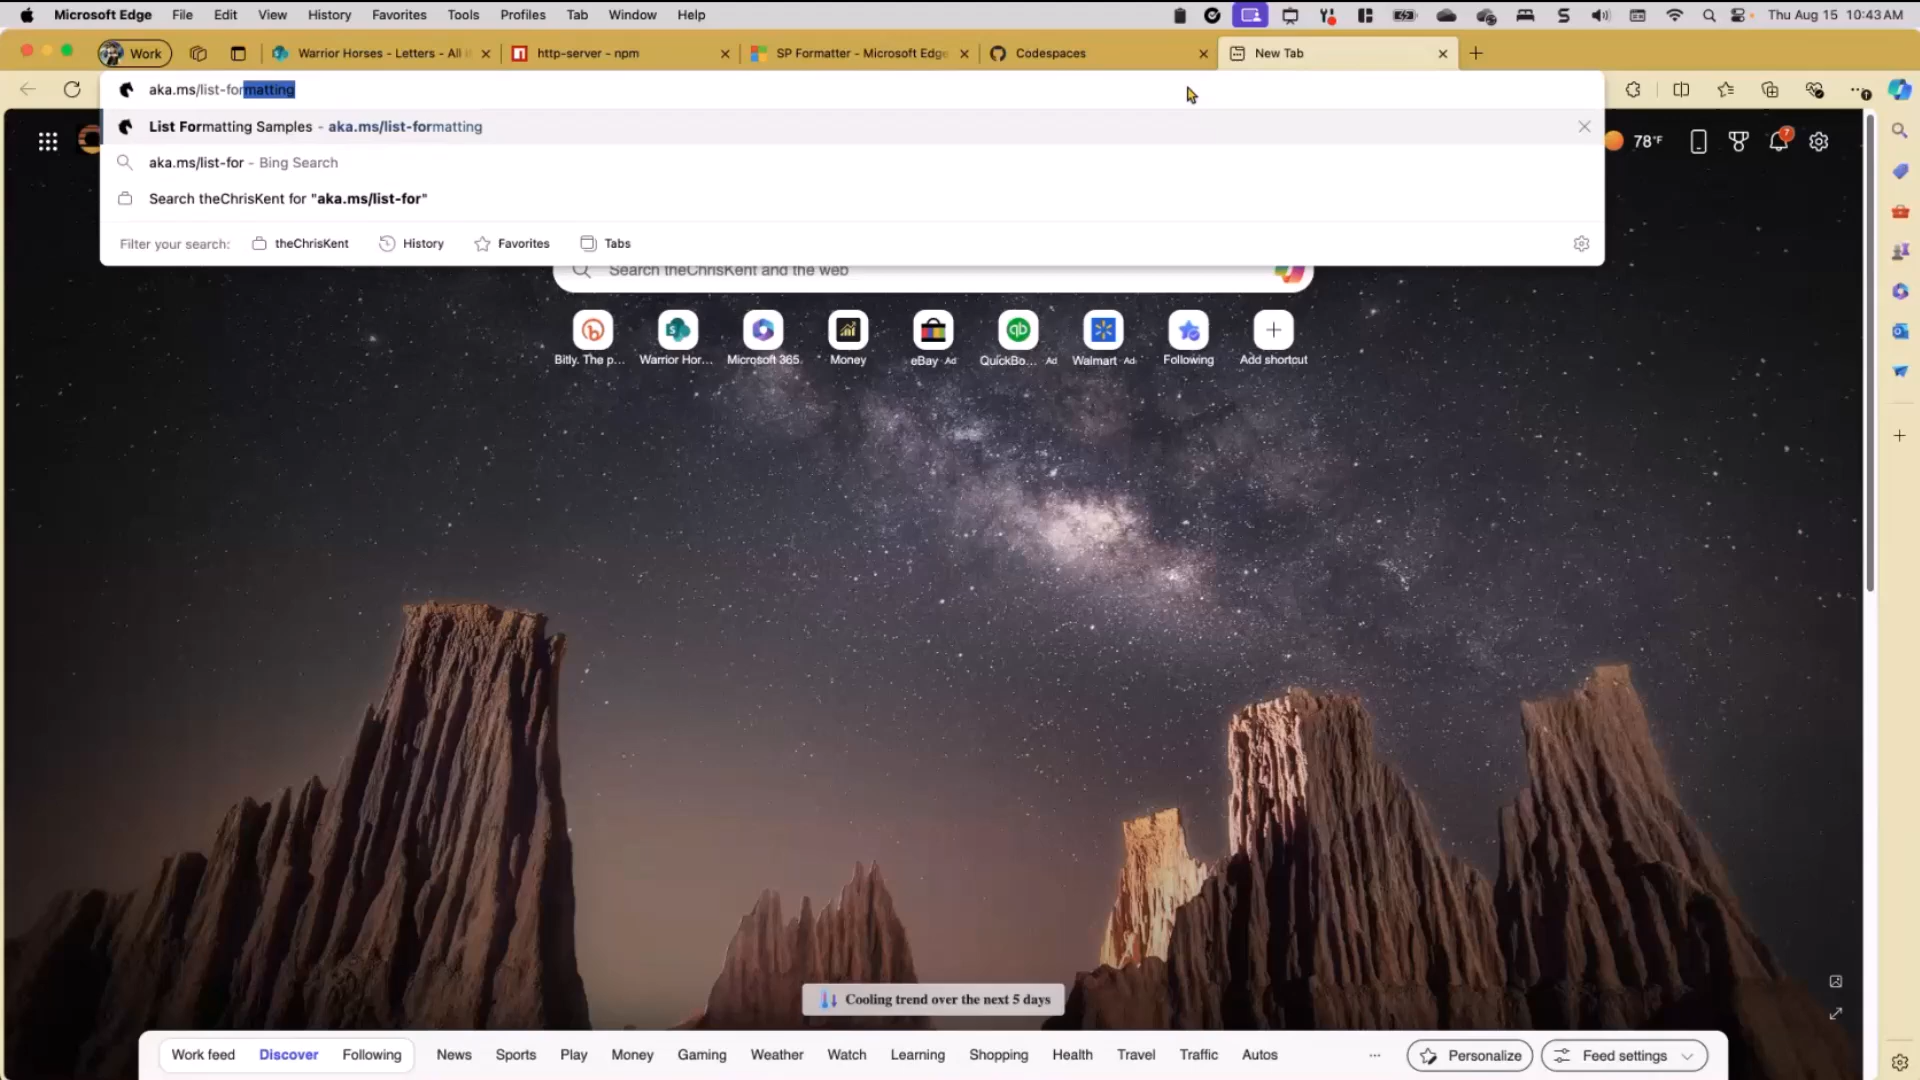 Microsoft Edge File Edit View History Favorites Tools Profiles Tab Window Help Thu Aug 15 10:43 AM
Work Warrior Horses - Letters - All http-server - npm SP Formatter - Microsoft Edge Codespaces New Tab
aka.ms/list-formatting
List Formatting Samples - aka.ms/list-formatting
aka.ms/list-for - Bing Search
Search theChrisKent for "aka.ms/list-for"
Filter your search: theChrisKent History Favorites Tabs
78°F 7
Search theChrisKent and the web
Bitly. The p... Warrior Hor... Microsoft 365 Money eBay Ad QuickBo... Ad Walmart Ad Following Add shortcut
Cooling trend over the next 5 days
Work feed Discover Following News Sports Play Money Gaming Weather Watch Learning Shopping Health Travel Traffic Autos ... Personalize Feed settings